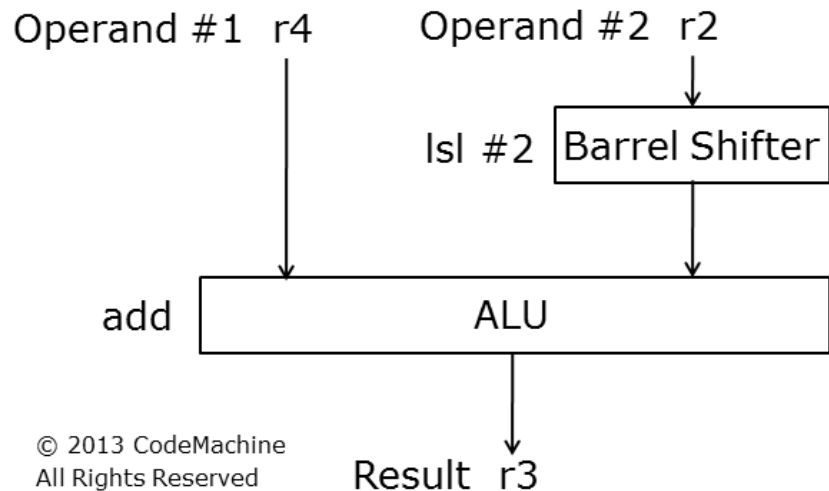 Operand #1 r4
Operand #2 r2
lsl #2
Barrel Shifter
add
ALU
© 2013 CodeMachine
All Rights Reserved
Result r3